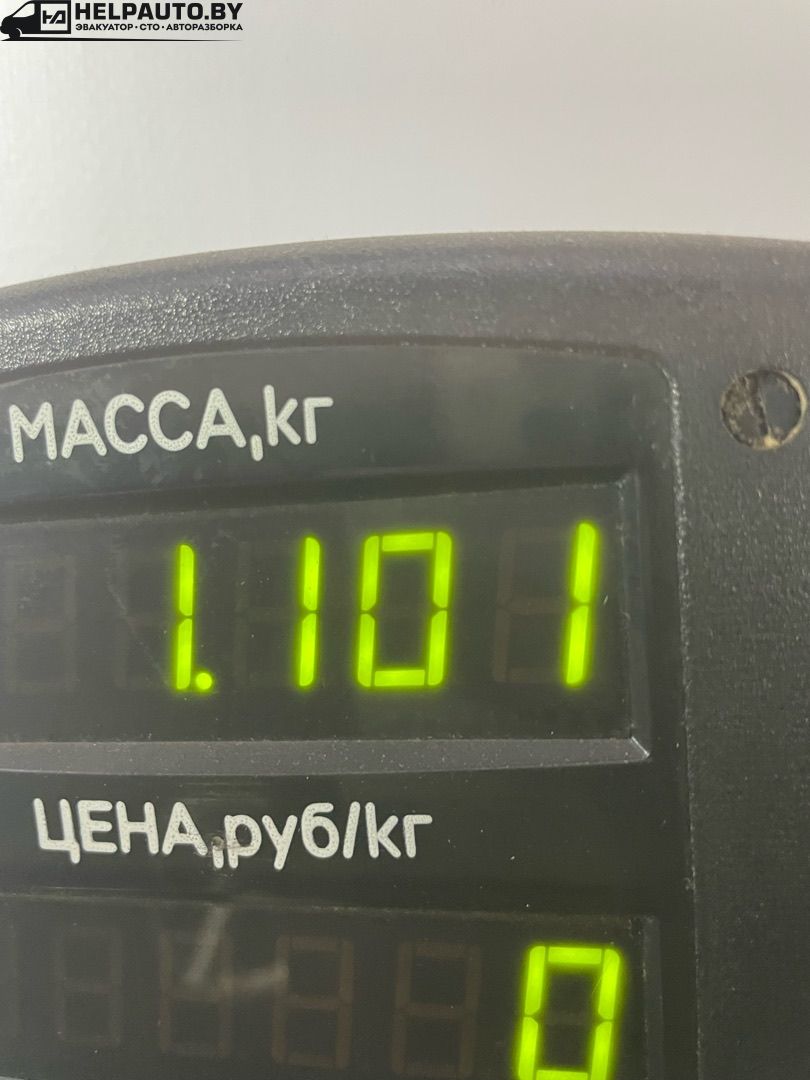 HELPAUTO.BY
ЭВАКУАТОР • СТО • АВТОРАЗБОРКА
МАССА,кг
1.101
ЦЕНА,руб/кг
0